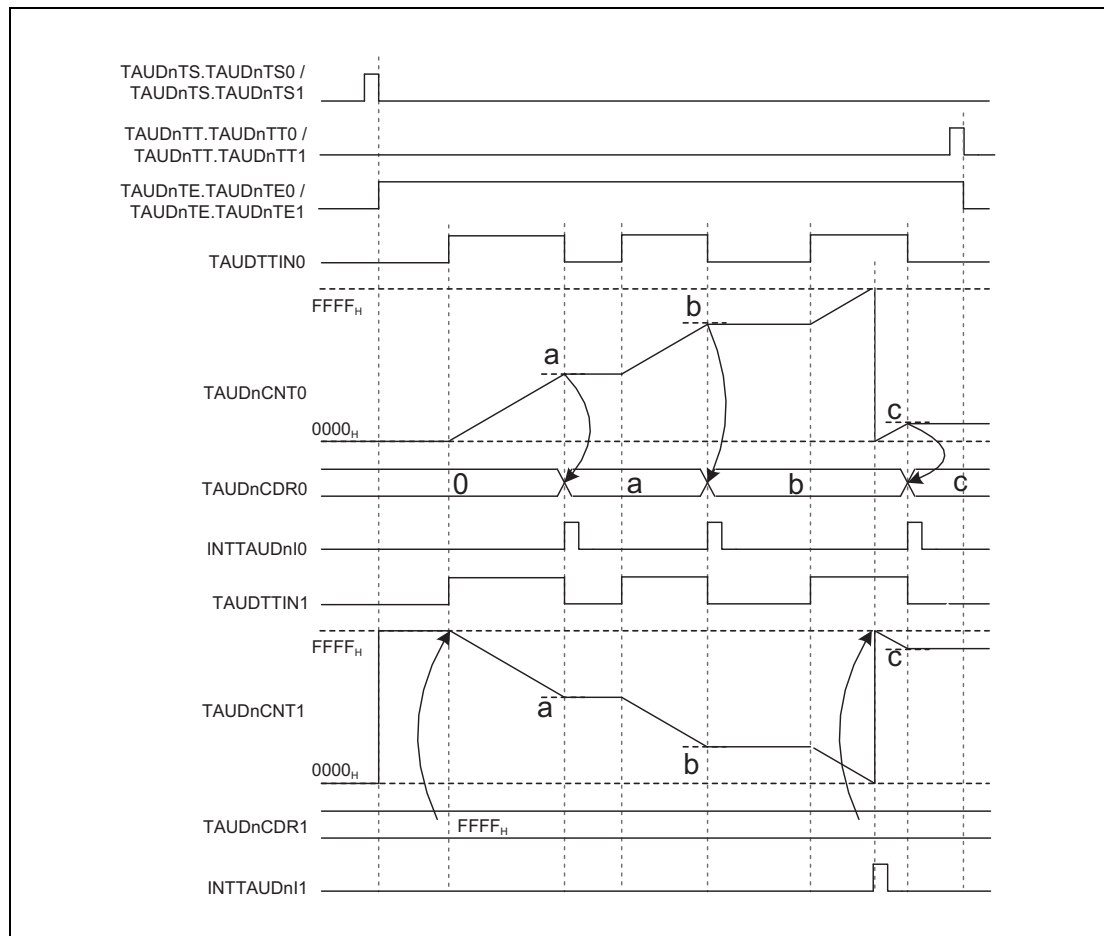 TAUDnTS.TAUDnTS0 /
TAUDnTS.TAUDnTS1
TAUDnTT.TAUDnTT0 /
TAUDnTT.TAUDnTT1
TAUDnTE.TAUDnTE0 /
TAUDnTE.TAUDnTE1
TAUDTTIN0
FFFFH
b
a
TAUDnCNT0
c
0000H
TAUDnCDR0
0
a
b
c
INTTAUDnI0
TAUDTTIN1
FFFFH
c
TAUDnCNT1
a
b
0000H
TAUDnCDR1
FFFFH
INTTAUDnI1